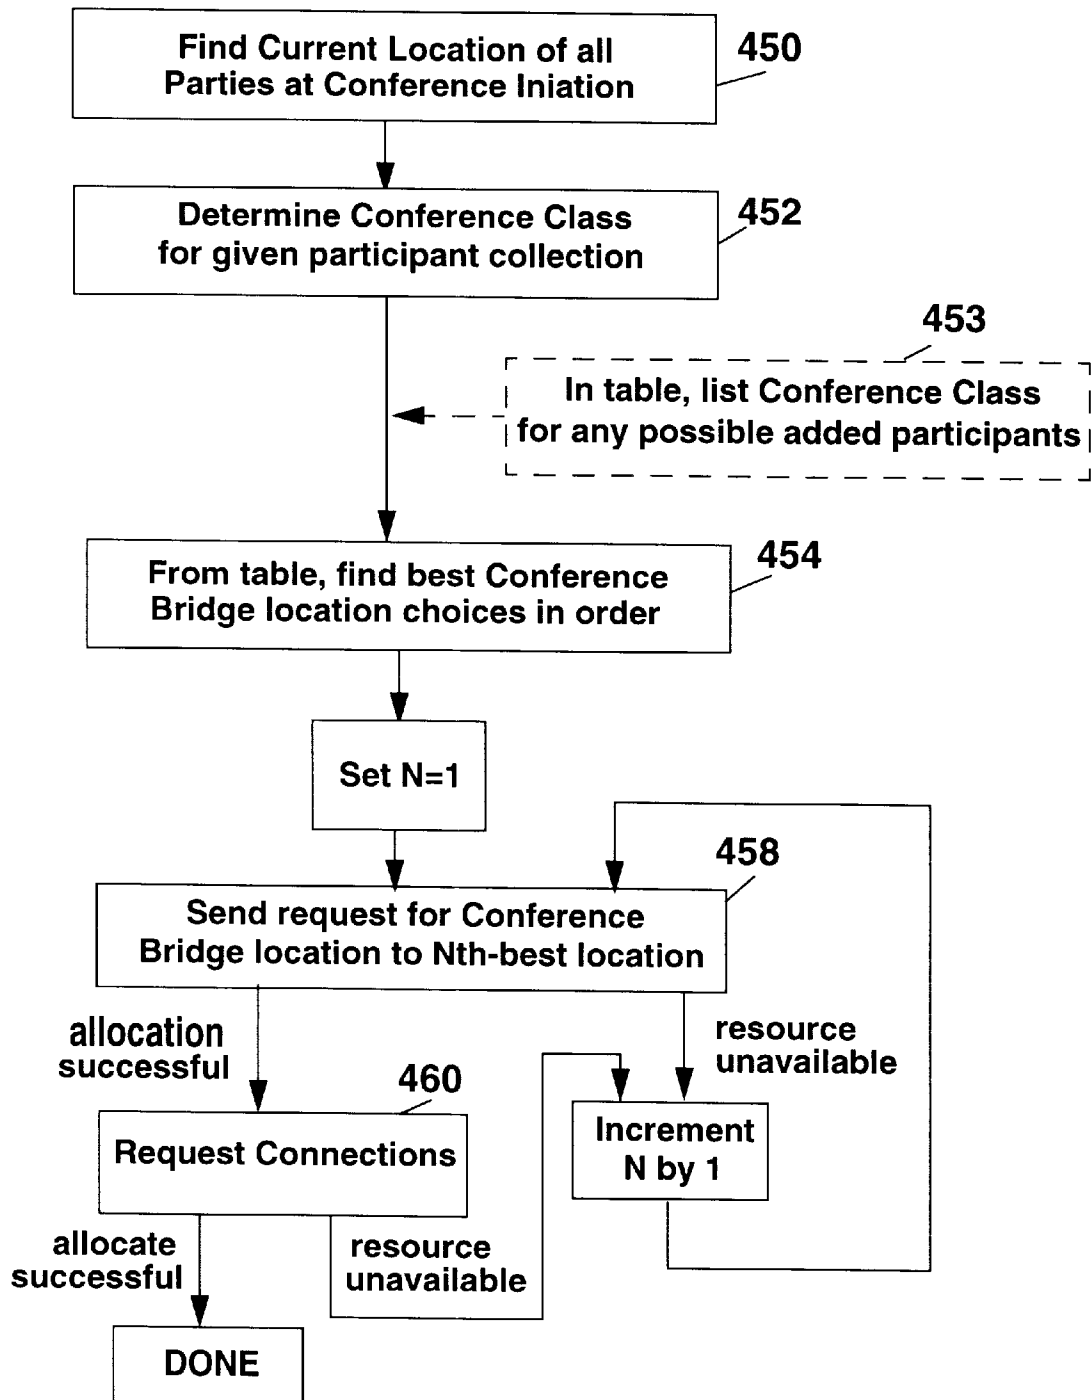 Find Current Location of all
Parties at Conference Iniation
450
Determine Conference Class
for given participant collection
452
453
In table, list Conference Class
for any possible added participants
From table, find best Conference
Bridge location choices in order
454
Set N=1
458
Send request for Conference
Bridge location to Nth-best location
allocation
successful
resource
unavailable
460
Request Connections
Increment
N by 1
allocate
successful
resource
unavailable
DONE